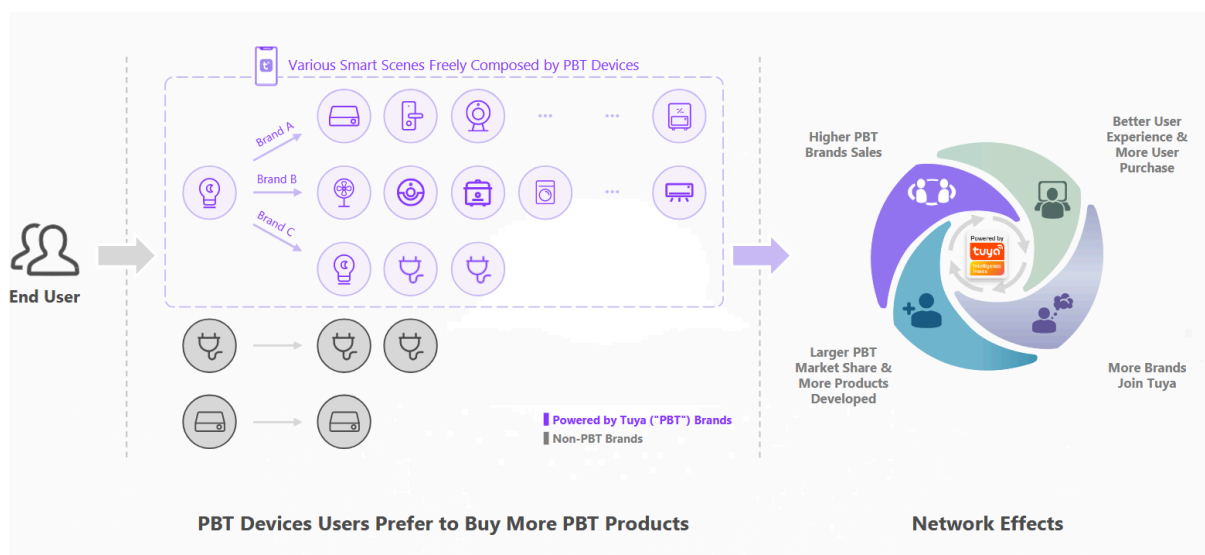 Various Smart Scenes Freely Composed by PBT Devices
Brand A
Brand B
Brand C
End User
Powered by Tuya ("PBT") Brands
Non-PBT Brands
PBT Devices Users Prefer to Buy More PBT Products
Higher PBT
Brands Sales
Better User
Experience &
More User
Purchase
Powered by
tuya
Intelligence
Inside
Larger PBT
Market Share &
More Products
Developed
More Brands
Join Tuya
Network Effects